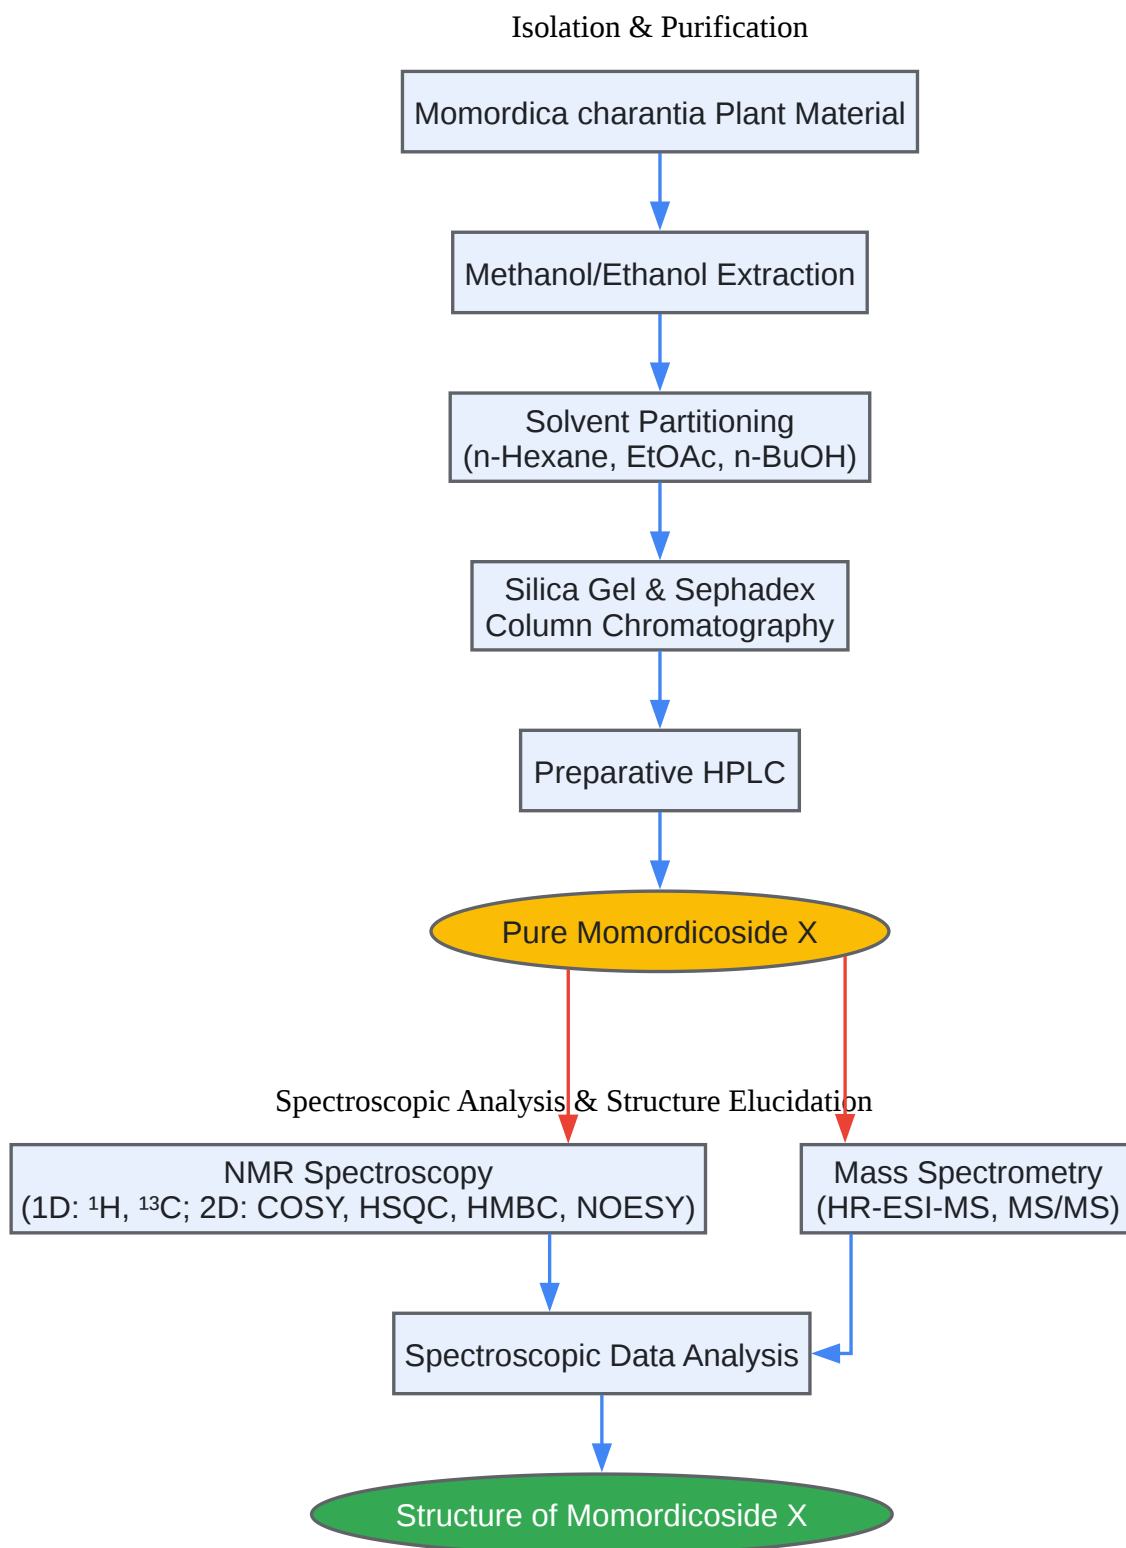 Isolation & Purification
Momordica charantia Plant Material
Methanol/Ethanol Extraction
Solvent Partitioning
(n-Hexane, EtOAc, n-BuOH)
Silica Gel & Sephadex
Column Chromatography
Preparative HPLC
Pure Momordicoside X
Spectroscopic Analysis & Structure Elucidation
NMR Spectroscopy
(1D: ¹H, ¹³C; 2D: COSY, HSQC, HMBC, NOESY)
Mass Spectrometry
(HR-ESI-MS, MS/MS)
Spectroscopic Data Analysis
Structure of Momordicoside X